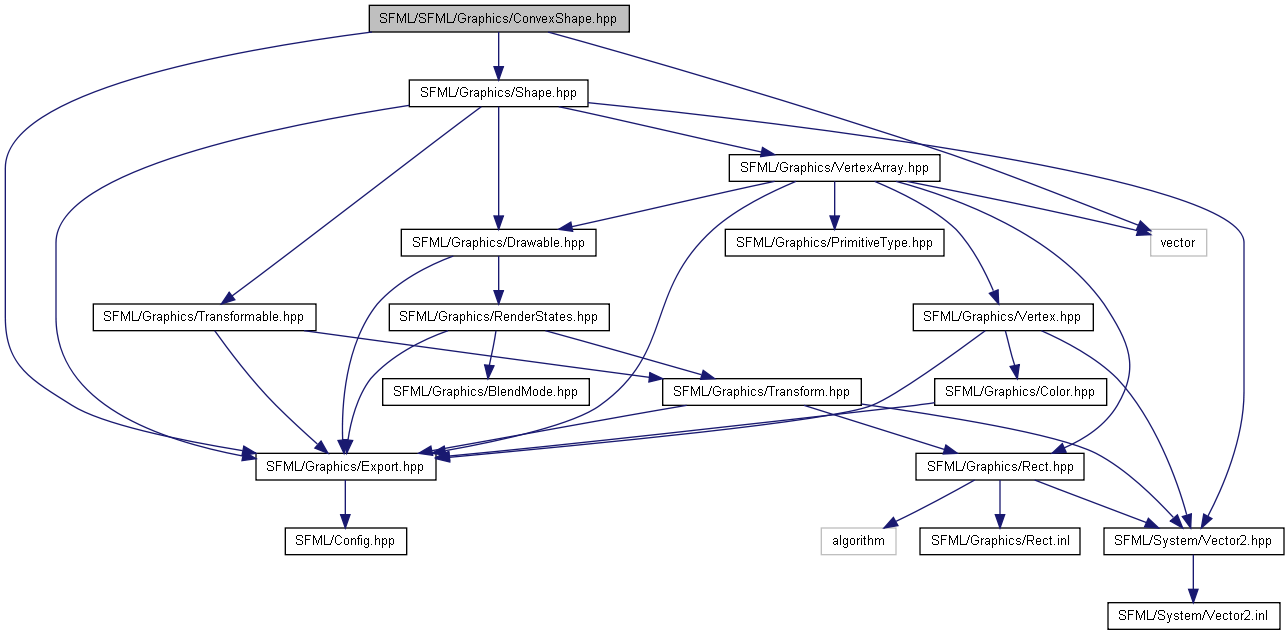 SFML/SFML/Graphics/ConvexShape.hpp
SFML/Graphics/Shape.hpp
SFML/Graphics/VertexArray.hpp
SFML/Graphics/Drawable.hpp
SFML/Graphics/PrimitiveType.hpp
vector
SFML/Graphics/Transformable.hpp
SFML/Graphics/RenderStates.hpp
SFML/Graphics/Vertex.hpp
SFML/Graphics/BlendMode.hpp
SFML/Graphics/Transform.hpp
SFML/Graphics/Color.hpp
SFML/Graphics/Export.hpp
SFML/Graphics/Rect.hpp
SFML/Config.hpp
algorithm
SFML/Graphics/Rect.inl
SFML/System/Vector2.hpp
SFML/System/Vector2.inl